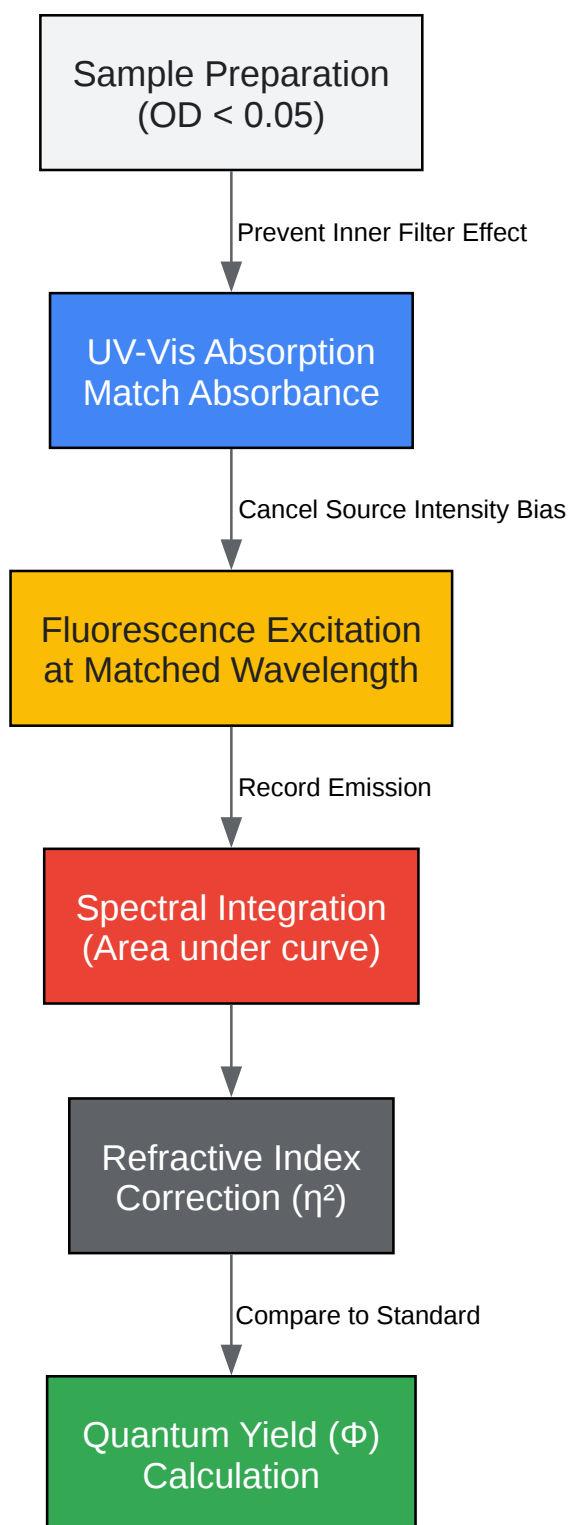 Sample Preparation
(OD < 0.05)
Prevent Inner Filter Effect
UV-Vis Absorption
Match Absorbance
Cancel Source Intensity Bias
Fluorescence Excitation
at Matched Wavelength
Record Emission
Spectral Integration
(Area under curve)
Refractive Index
Correction (η²)
Compare to Standard
Quantum Yield (Φ)
Calculation